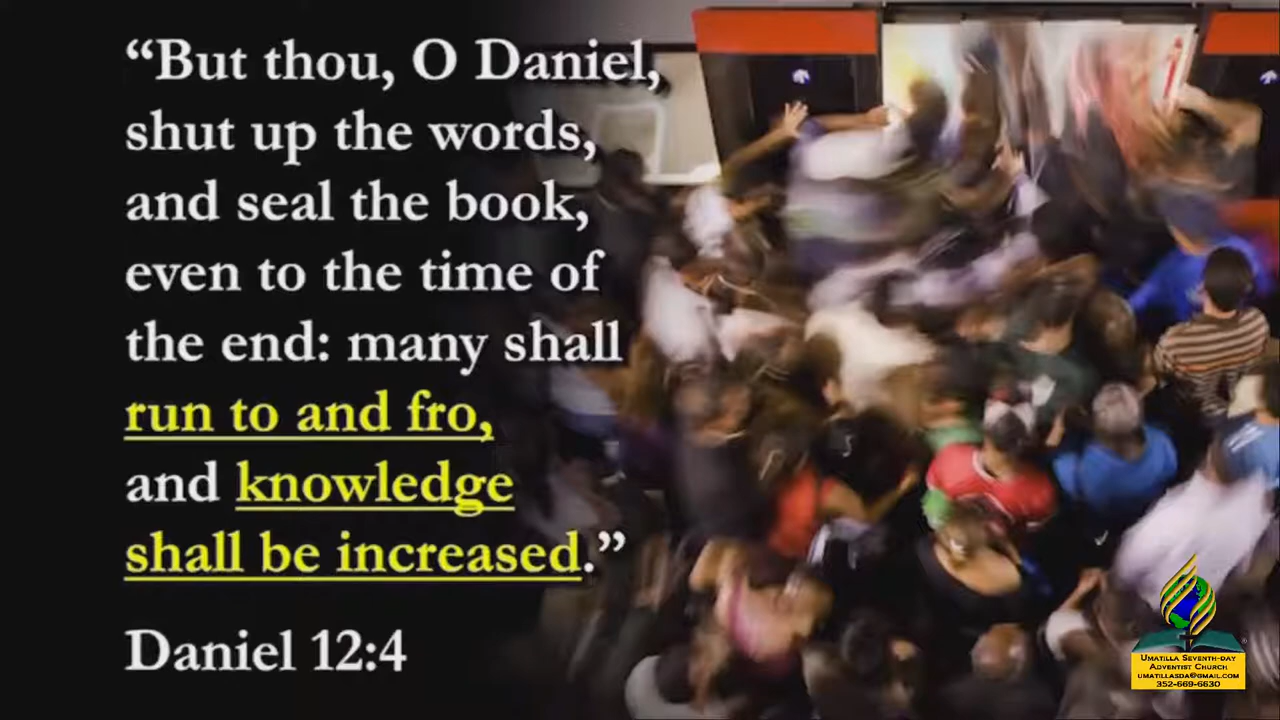 “But thou, O Daniel,
shut up the words,
and seal the book,
even to the time of
the end: many shall
run to and fro,
and knowledge
shall be increased.”
Daniel 12:4
Umatilla Seventh-day
Adventist Church
umatillasda@gmail.com
352-669-6630